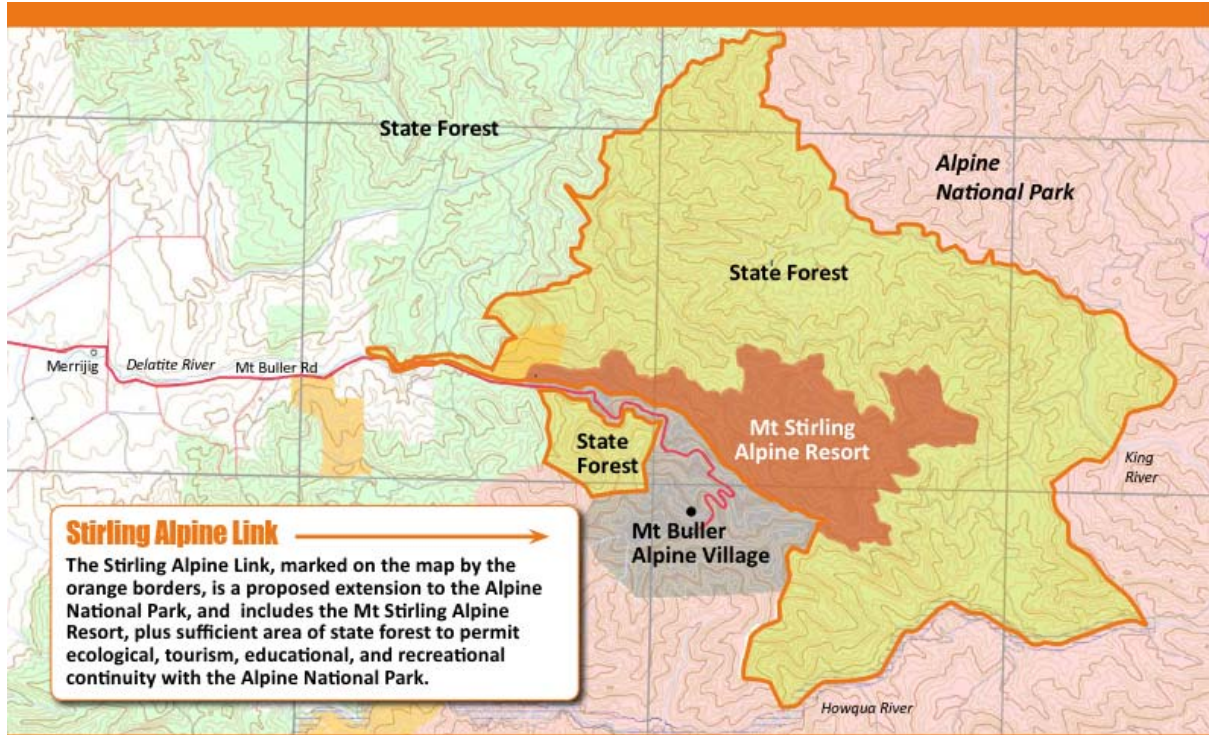 State Forest
Alpine
National Park
State Forest
Merrijig
Delatite River
Mt Buller Rd
State
Forest
Mt Stirling
Alpine Resort
King
River
Mt Buller
Alpine Village
Stirling Alpine Link
The Stirling Alpine Link, marked on the map by the
orange borders, is a proposed extension to the Alpine
National Park, and includes the Mt Stirling Alpine
Resort, plus sufficient area of state forest to permit
ecological, tourism, educational, and recreational
continuity with the Alpine National Park.
Howqua River